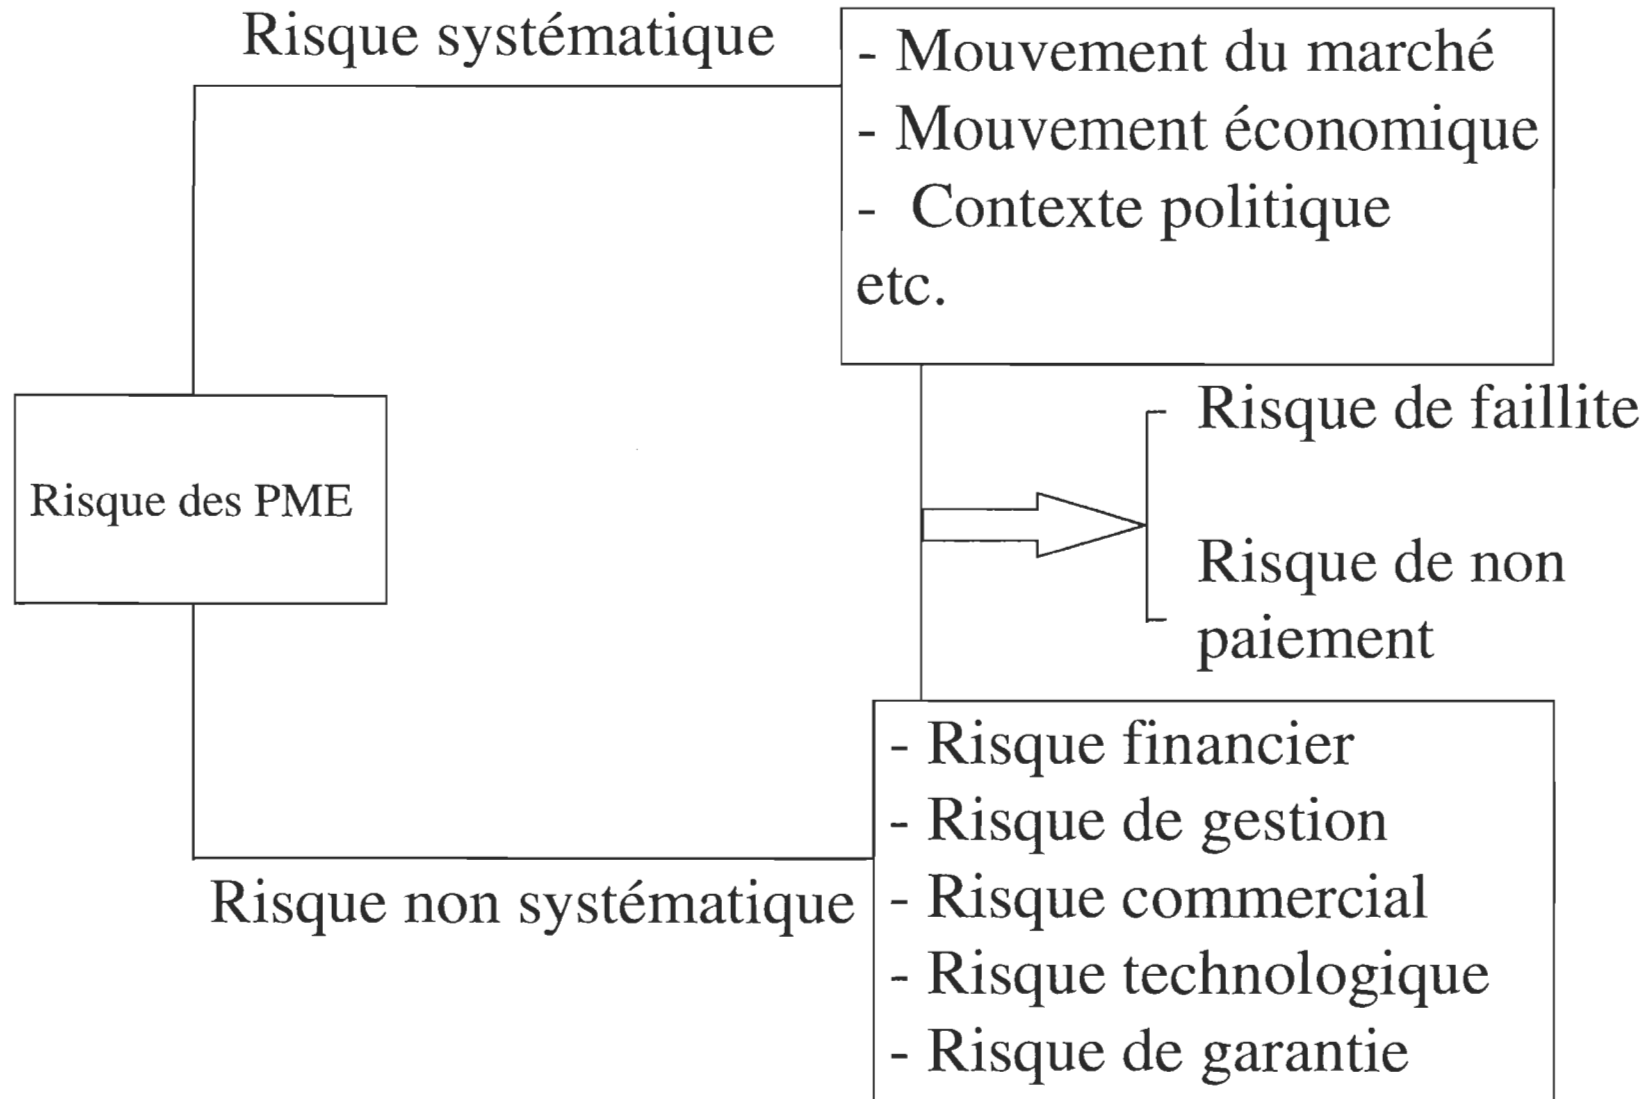 Risque systématique
- Mouvement du marché
- Mouvement économique
- Contexte politique
etc.
Risque des PME
Risque de faillite
Risque de non
paiement
Risque non systématique
- Risque financier
- Risque de gestion
- Risque commercial
- Risque technologique
- Risque de garantie